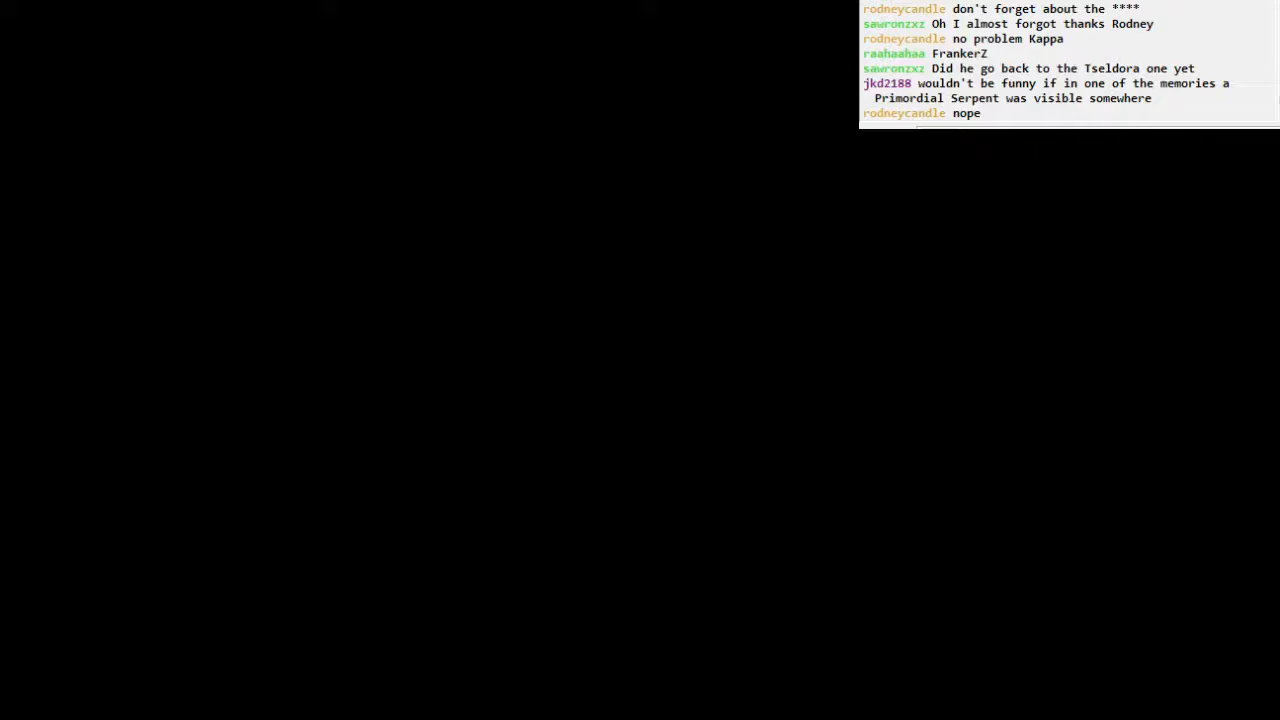 rodneycandle don't forget about the ****
sawronzxz Oh I almost forgot thanks Rodney
rodneycandle no problem Kappa
raahaahaa FrankerZ
sawronzxz Did he go back to the Tseldora one yet
jkd2188 wouldn't be funny if in one of the memories a
Primordial Serpent was visible somewhere
rodneycandle nope